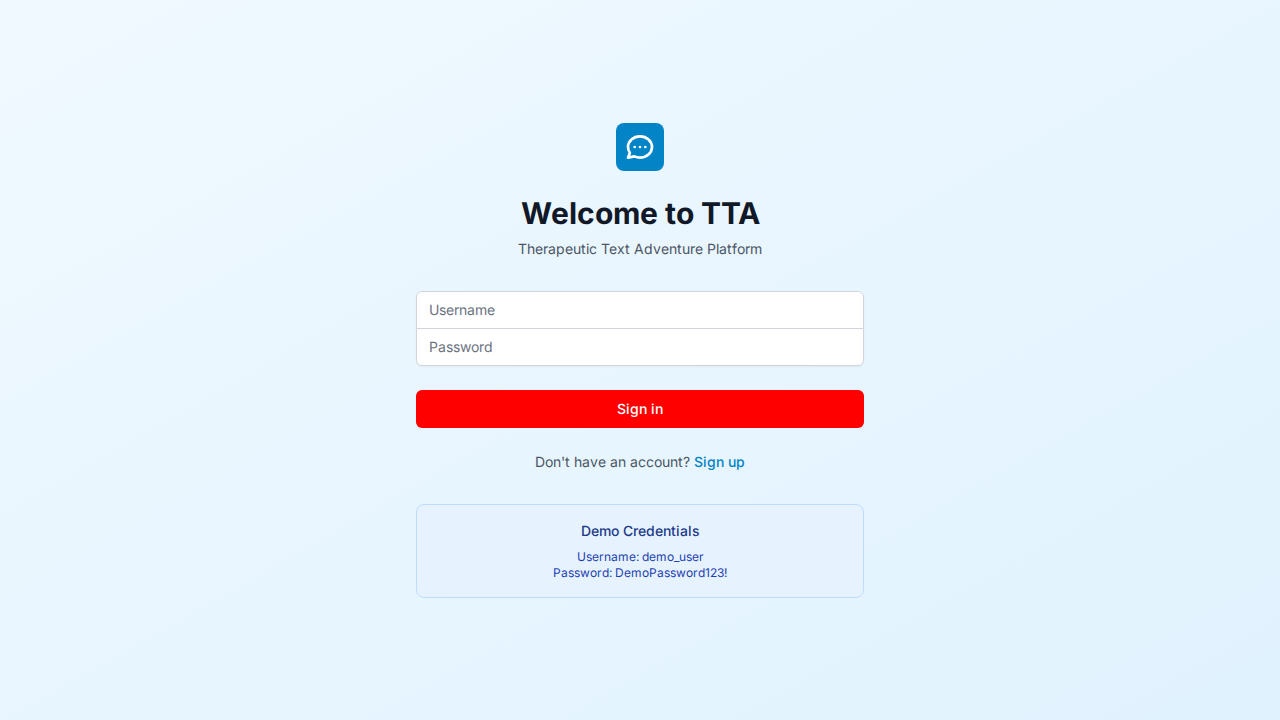 Welcome to TTA
Therapeutic Text Adventure Platform
Username
Password
Sign in
Don't have an account? Sign up
Demo Credentials
Username: demo_user
Password: DemoPassword123!